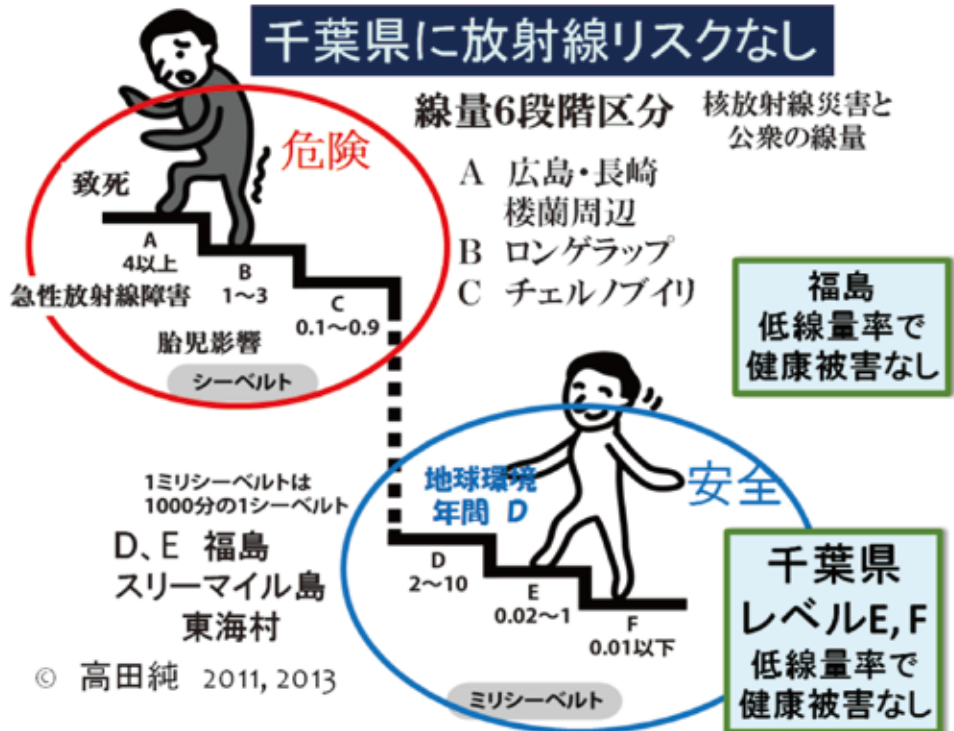 千葉県に放射線リスクなし
線量6段階区分
核放射線災害と
公衆の線量
危険
致死
A
4以上
急性放射線障害
B
1～3
C
0.1～0.9
胎児影響
シーベルト
A 広島・長崎
楼蘭周辺
B ロンゲラップ
C チェルノブイリ
福島
低線量率で
健康被害なし
1ミリシーベルトは
1000分の1シーベルト
D、E 福島
スリーマイル島
東海村
地球環境
年間 D
安全
D
2～10
E
0.02～1
F
0.01以下
ミリシーベルト
千葉県
レベルE,F
低線量率で
健康被害なし
© 高田純 2011, 2013